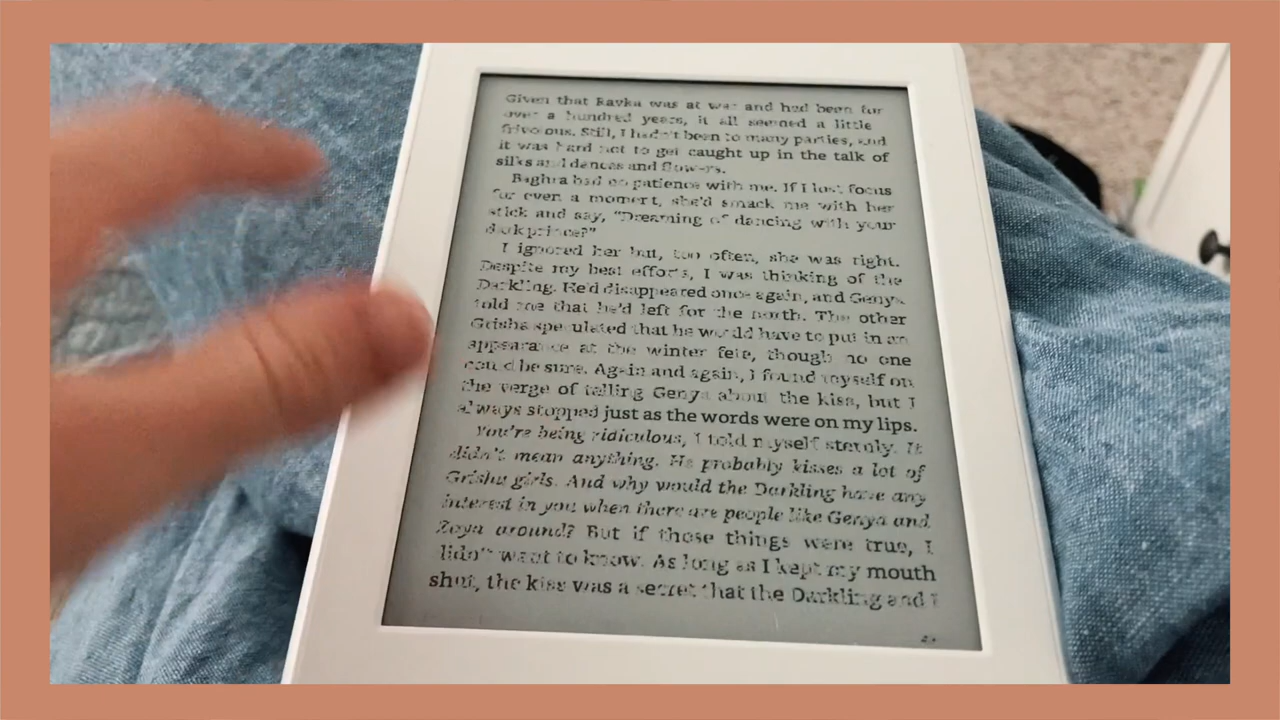 Given that Ravka was at war and had been for
over a hundred years, it all seemed a little
frivolous. Still, I hadn't been to many parties, and
it was hard not to get caught up in the talk of
silks and dances and flowers.
Baghra had no patience with me. If I lost focus
for even a moment, she'd smack me with her
stick and say, "Dreaming of dancing with your
dark prince?"
I ignored her but, too often, she was right.
Despite my best efforts, I was thinking of the
Darkling. He'd disappeared once again, and Genya
told me that he'd left for the north. The other
Grisha speculated that he would have to put in an
appearance at the winter fete, though no one
could be sure. Again and again, I found myself on
the verge of telling Genya about the kiss, but I
always stopped just as the words were on my lips.
You're being ridiculous, I told myself sternly. It
didn't mean anything. He probably kisses a lot of
Grisha girls. And why would the Darkling have any
interest in you when there are people like Genya and
Zoya around? But if those things were true, I
didn't want to know. As long as I kept my mouth
shut, the kiss was a secret that the Darkling and I